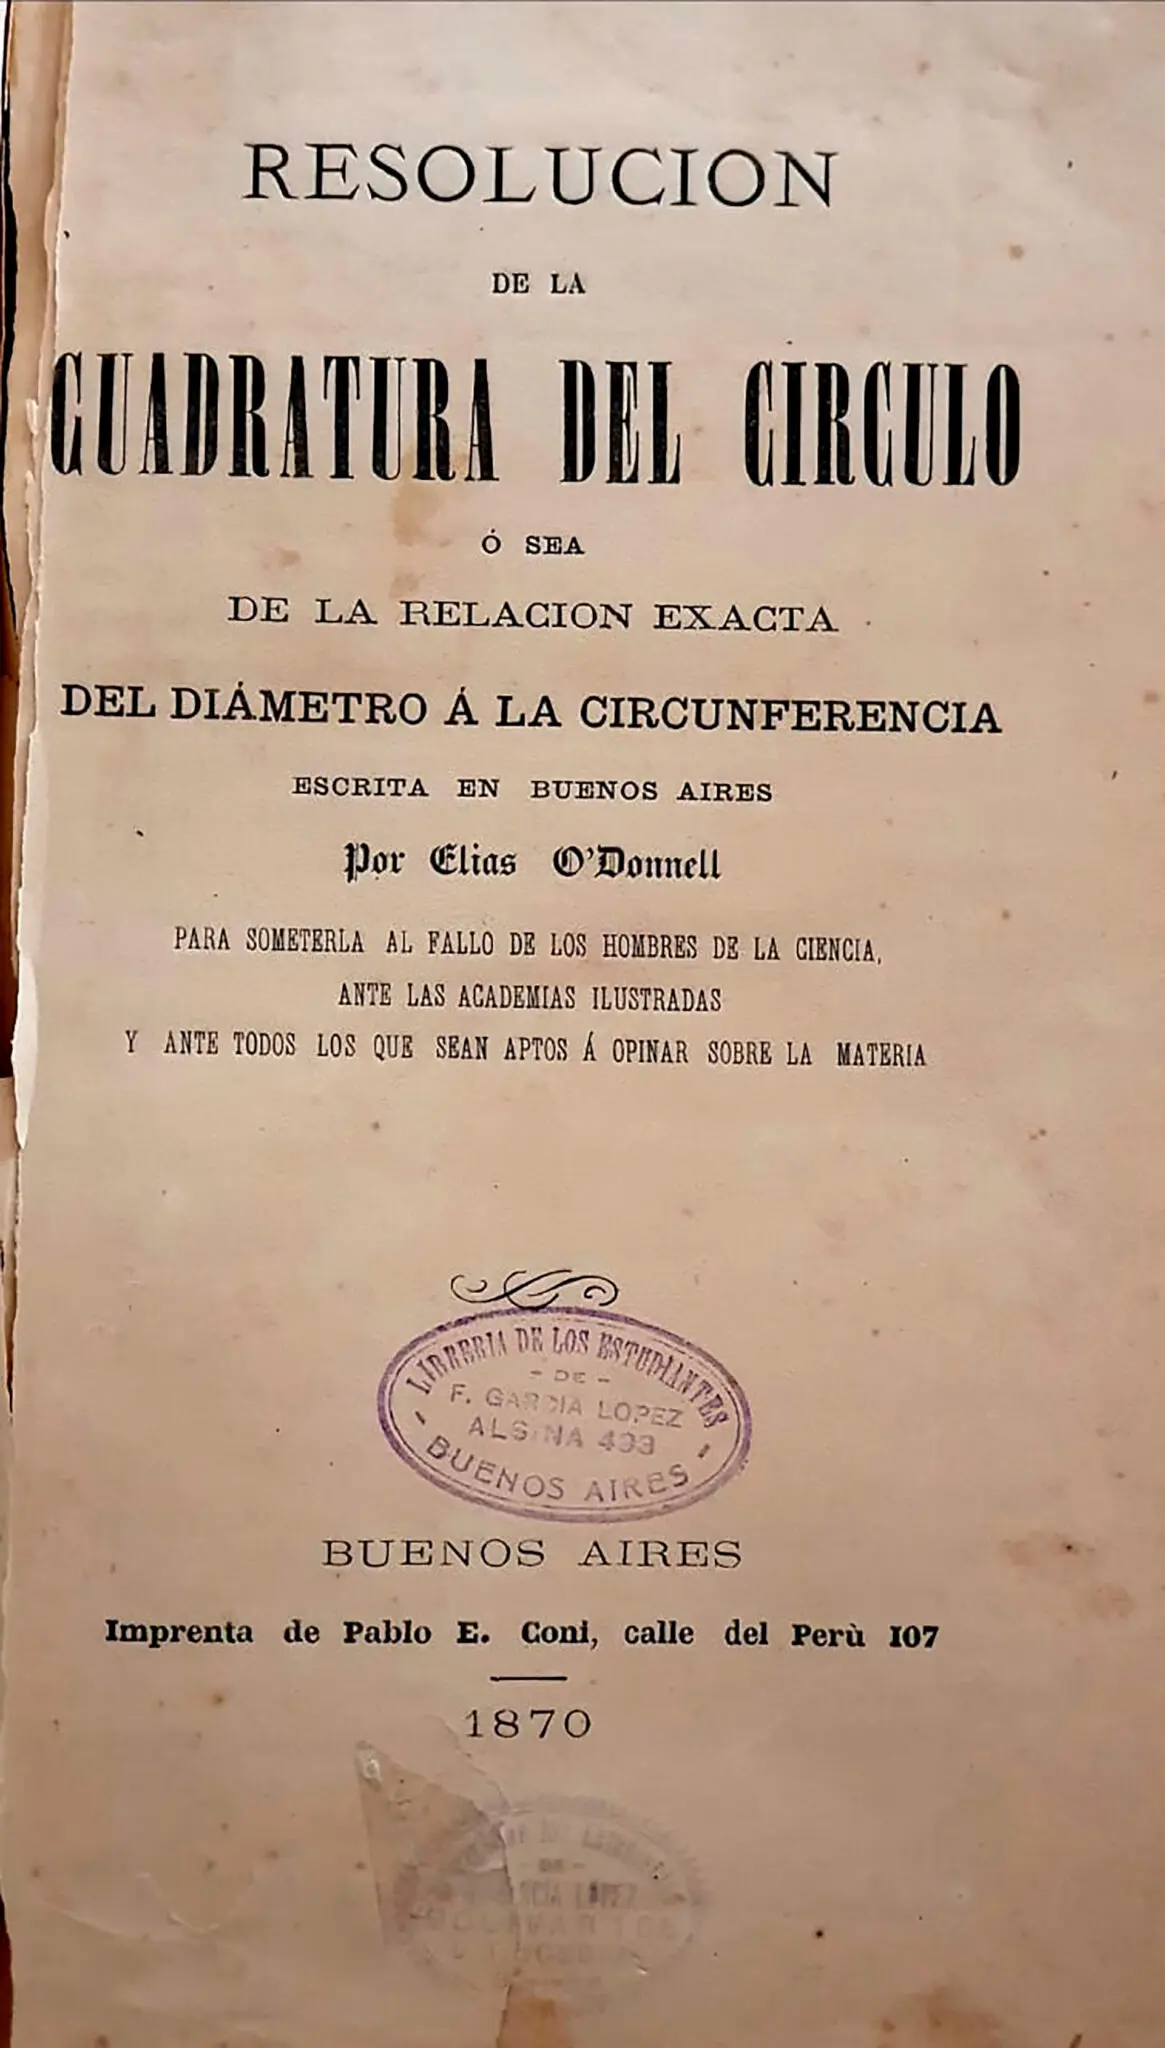 RESOLUCION
DE LA
CUADRATURA DEL CIRCULO
Ó SEA
DE LA RELACION EXACTA
DEL DIÁMETRO Á LA CIRCUNFERENCIA
ESCRITA EN BUENOS AIRES
Por Elias O'Donnell
PARA SOMETERLA AL FALLO DE LOS HOMBRES DE LA CIENCIA,
ANTE LAS ACADEMIAS ILUSTRADAS
Y ANTE TODOS LOS QUE SEAN APTOS Á OPINAR SOBRE LA MATERIA
LIBRERIA DE LOS ESTUDIANTES
- DE -
F. GARCIA LOPEZ
ALSINA 433
- BUENOS AIRES -
BUENOS AIRES
Imprenta de Pablo E. Coni, calle del Perù 107
1870
- DE -
LOPEZ